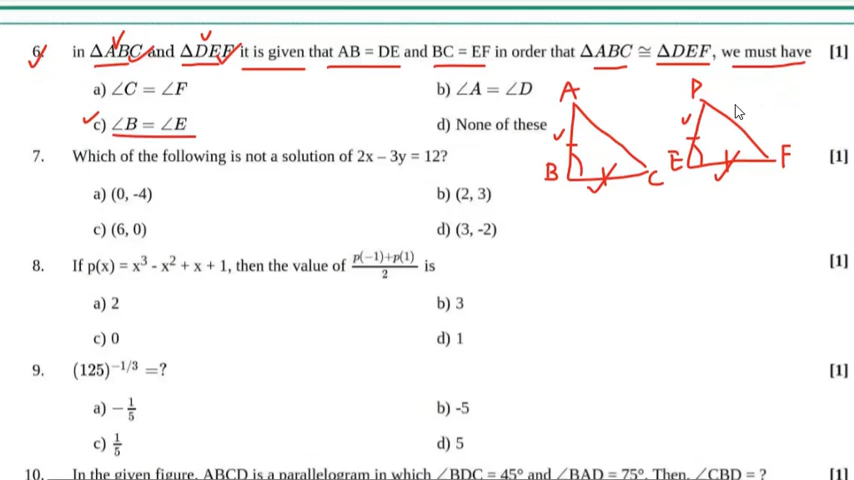 6. in ΔABC and ΔDEF it is given that AB = DE and BC = EF in order that ΔABC ≅ ΔDEF, we must have [1]
a) ∠C = ∠F b) ∠A = ∠D
c) ∠B = ∠E d) None of these
A B C D E F
7. Which of the following is not a solution of 2x – 3y = 12? [1]
a) (0, -4) b) (2, 3)
c) (6, 0) d) (3, -2)
8. If p(x) = x³ - x² + x + 1, then the value of (p(−1)+p(1))/2 is [1]
a) 2 b) 3
c) 0 d) 1
9. (125)^(−1/3) =? [1]
a) −1/5 b) -5
c) 1/5 d) 5
10. In the given figure, ABCD is a parallelogram in which ∠BDC = 45° and ∠BAD = 75°. Then, ∠CBD = ? [1]